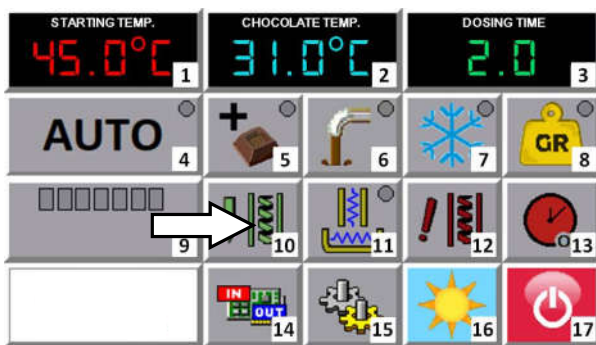 STARTING TEMP. CHOCOLATE TEMP. DOSING TIME
45.0°C 1 31.0°C 2 2.0 3
AUTO 4 + 5 6 7 GR 8
9 10 11 ! 12 13
IN OUT 14 15 16 17